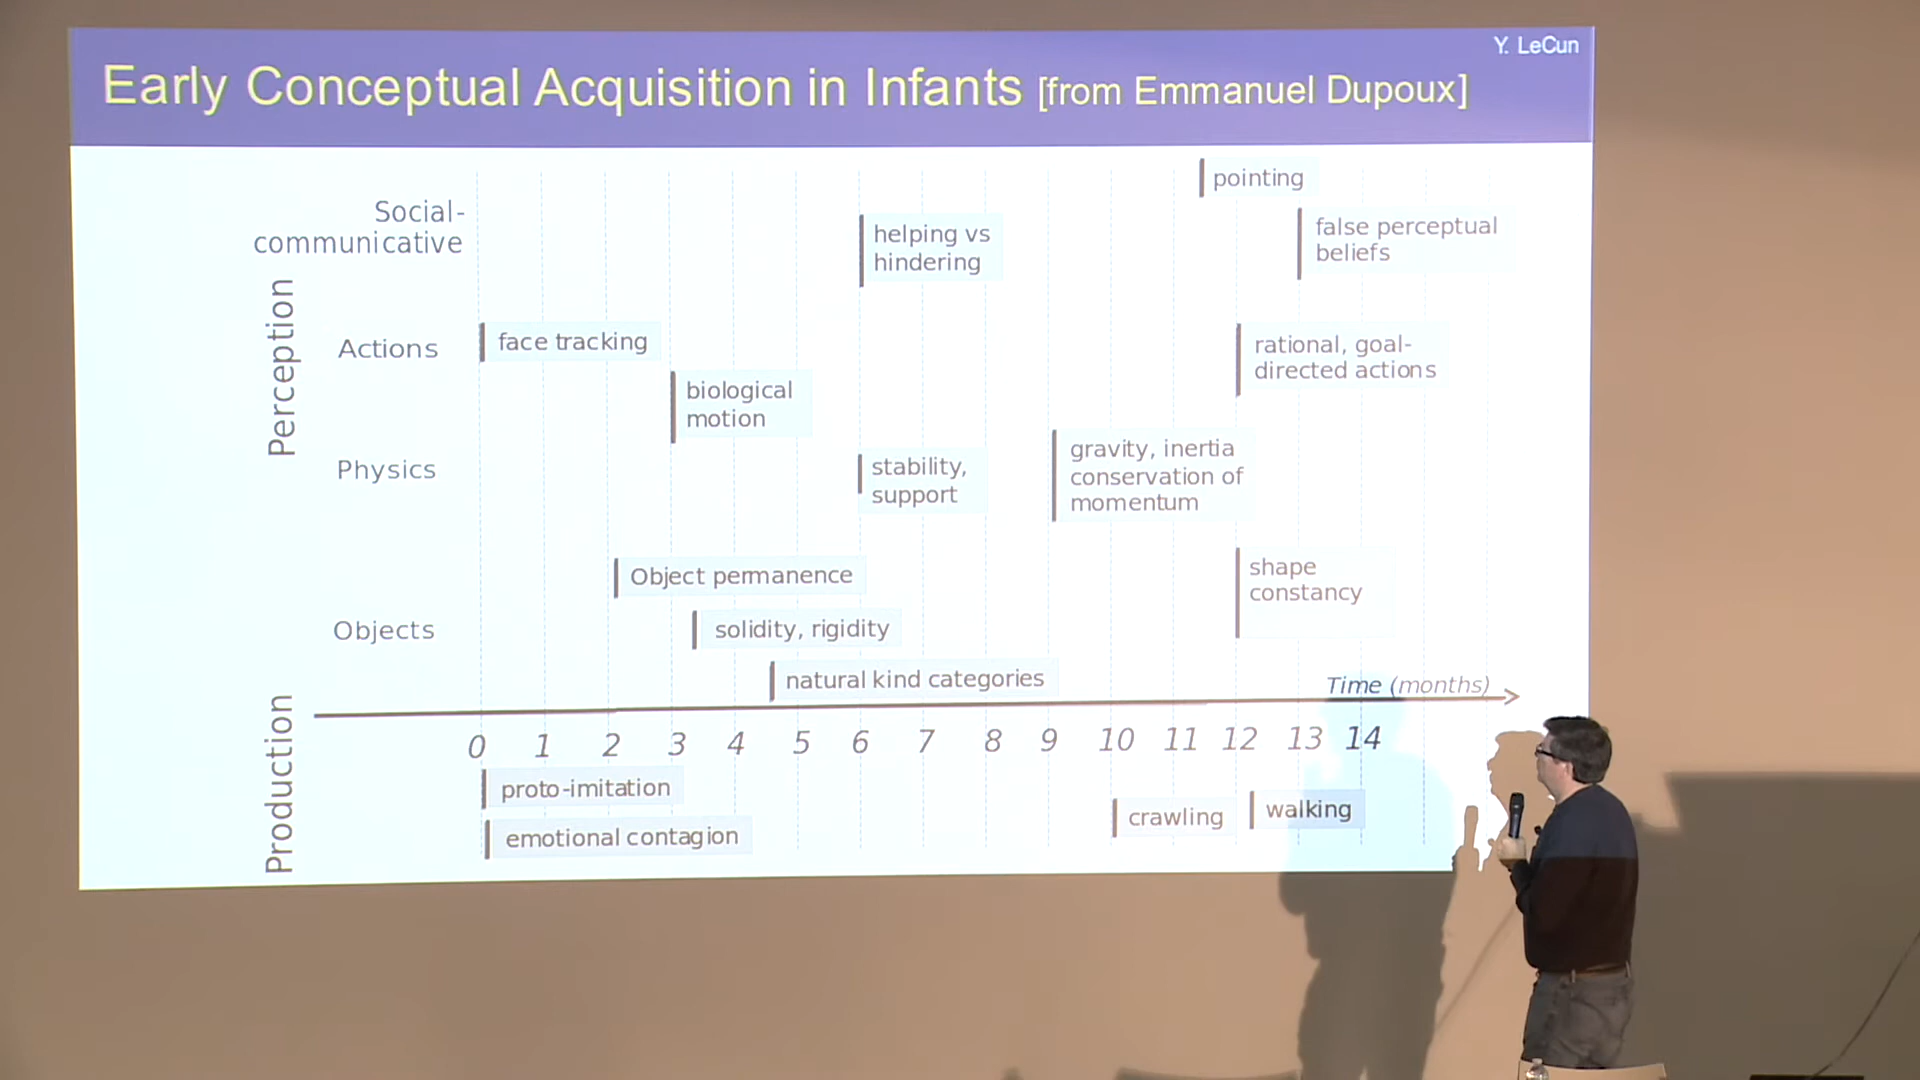 Y. LeCun
Early Conceptual Acquisition in Infants [from Emmanuel Dupoux]
pointing
Social-
communicative
helping vs
hindering
false perceptual
beliefs
Perception
Actions
face tracking
rational, goal-
directed actions
biological
motion
Physics
stability,
support
gravity, inertia
conservation of
momentum
Object permanence
shape
constancy
Objects
solidity, rigidity
natural kind categories
Time (months)
0 1 2 3 4 5 6 7 8 9 10 11 12 13 14
Production
proto-imitation
emotional contagion
crawling
walking